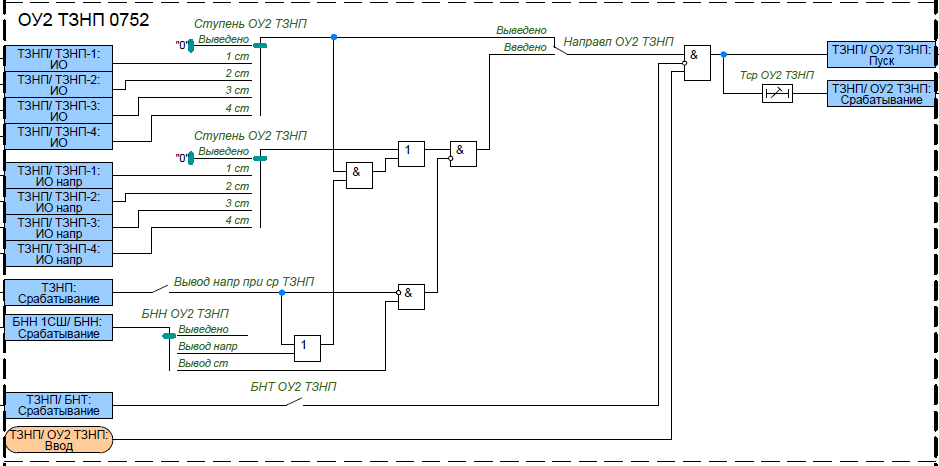 ОУ2 ТЗНП 0752
Ступень ОУ2 ТЗНП
"0"
Выведено
1 ст
2 ст
3 ст
4 ст
ТЗНП/ ТЗНП-1:
ИО
ТЗНП/ ТЗНП-2:
ИО
ТЗНП/ ТЗНП-3:
ИО
ТЗНП/ ТЗНП-4:
ИО
Ступень ОУ2 ТЗНП
"0"
Выведено
1 ст
2 ст
3 ст
4 ст
ТЗНП/ ТЗНП-1:
ИО напр
ТЗНП/ ТЗНП-2:
ИО напр
ТЗНП/ ТЗНП-3:
ИО напр
ТЗНП/ ТЗНП-4:
ИО напр
&
1
&
Выведено
Введено
Направл ОУ2 ТЗНП
&
ТЗНП/ ОУ2 ТЗНП:
Пуск
Тср ОУ2 ТЗНП
ТЗНП/ ОУ2 ТЗНП:
Срабатывание
ТЗНП:
Срабатывание
Вывод напр при ср ТЗНП
&
БНН 1СШ/ БНН:
Срабатывание
БНН ОУ2 ТЗНП
Выведено
Вывод напр
Вывод ст
1
ТЗНП/ БНТ:
Срабатывание
БНТ ОУ2 ТЗНП
ТЗНП/ ОУ2 ТЗНП:
Ввод